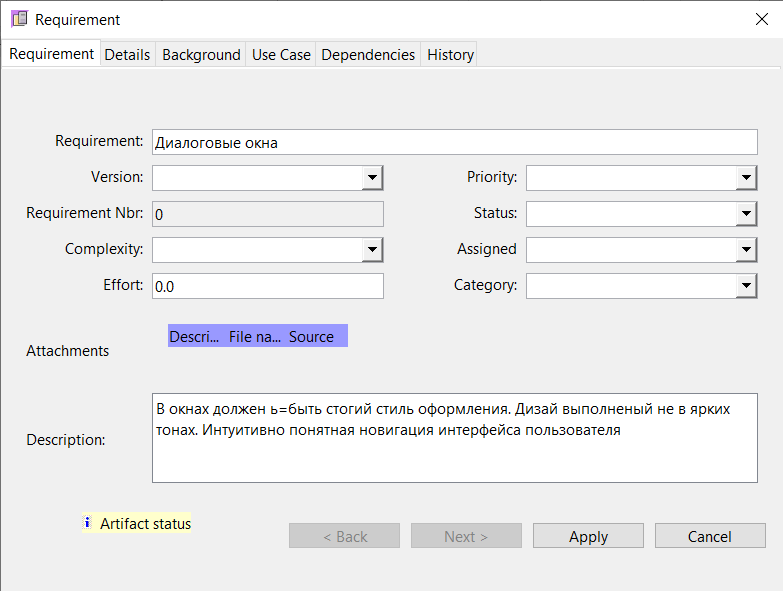 Requirement
Requirement Details Background Use Case Dependencies History
Requirement: Диалоговые окна
Version: Priority:
Requirement Nbr: 0 Status:
Complexity: Assigned
Effort: 0.0 Category:
Descri... File na... Source
Attachments
Description:
В окнах должен ь=быть стогий стиль оформления. Дизай выполненый не в ярких
тонах. Интуитивно понятная новигация интерфейса пользователя
Artifact status
< Back Next > Apply Cancel